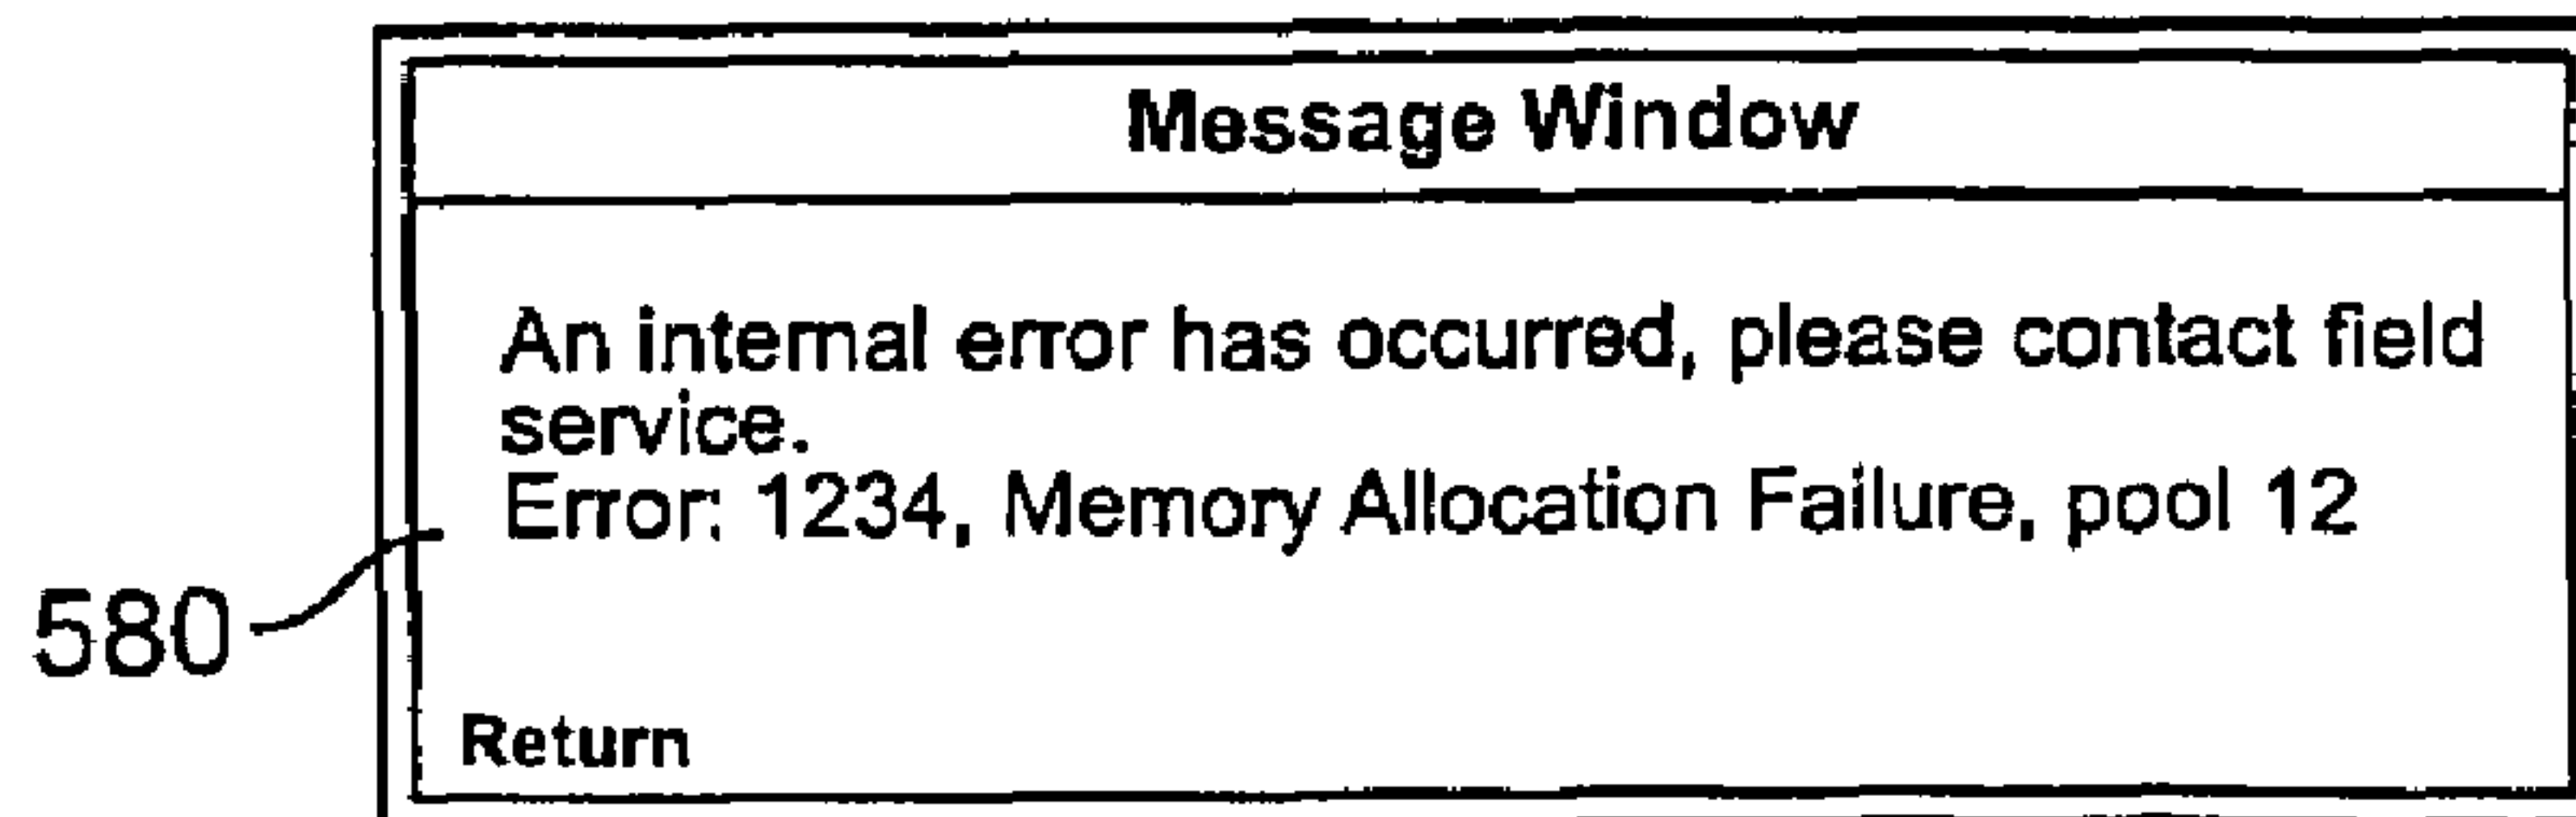 Message Window
An internal error has occurred, please contact field
service.
Error: 1234, Memory Allocation Failure, pool 12
580
Return